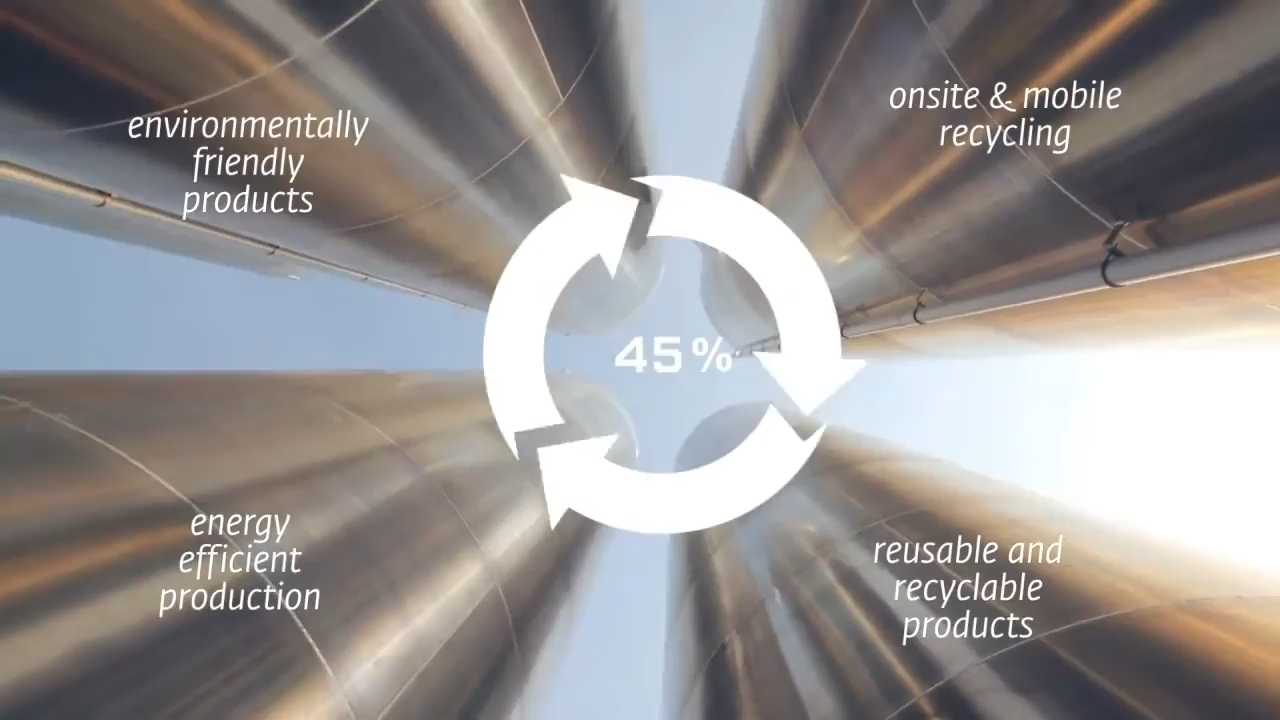 environmentally
friendly
products
onsite & mobile
recycling
45%
energy
efficient
production
reusable and
recyclable
products